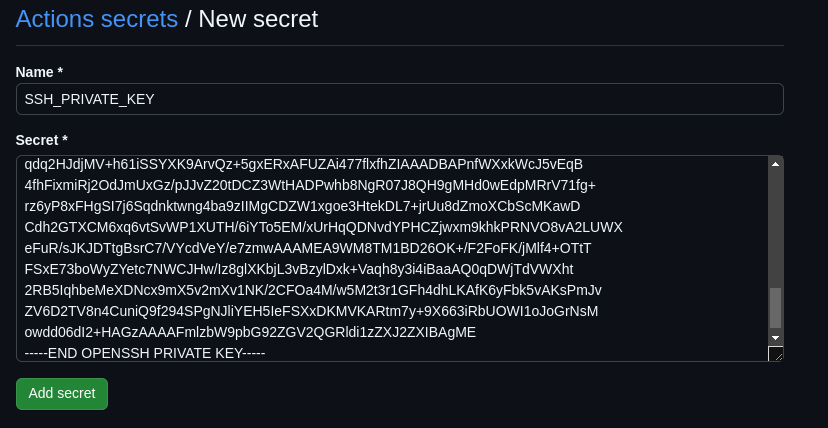 Actions secrets / New secret
Name *
SSH_PRIVATE_KEY
Secret *
qdq2HJdjMV+h61iSSYXK9ArvQz+5gxERxAFUZAi477flxfhZIAAADBAPnfWXxkWcJ5vEqB
4fhFixmiRj2OdJmUxGz/pJJvZ20tDCZ3WtHADPwhb8NgR07J8QH9gMHd0wEdpMRrV71fg+
rz6yP8xFHgSI7j6Sqdnktwng4ba9zIIMgCDZW1xgoe3HtekDL7+jrUu8dZmoXCbScMKawD
Cdh2GTXCM6xq6vtSvWP1XUTH/6iYTo5EM/xUrHqQDNvdYPHCZjwxm9khkPRNVO8vA2LUWX
eFuR/sJKJDTtgBsrC7/VYcdVeY/e7zmwAAAMEA9WM8TM1BD26OK+/F2FoFK/jMlf4+OTtT
FSxE73boWyZYetc7NWCJHw/Iz8glXKbjL3vBzylDxk+Vaqh8y3i4iBaaAQ0qDWjTdVWXht
2RB5IqhbeMeXDNcx9mX5v2mXv1NK/2CFOa4M/w5M2t3r1GFh4dhLKAfK6yFbk5vAKsPmJv
ZV6D2TV8n4CuniQ9f294SPgNJliYEH5IeFSXxDKMVKARtm7y+9X663iRbUOWI1oJoGrNsM
owdd06dI2+HAGzAAAAFmlzbW9pbG92ZGV2QGRldi1zZXJ2ZXIBAgME
-----END OPENSSH PRIVATE KEY-----
Add secret